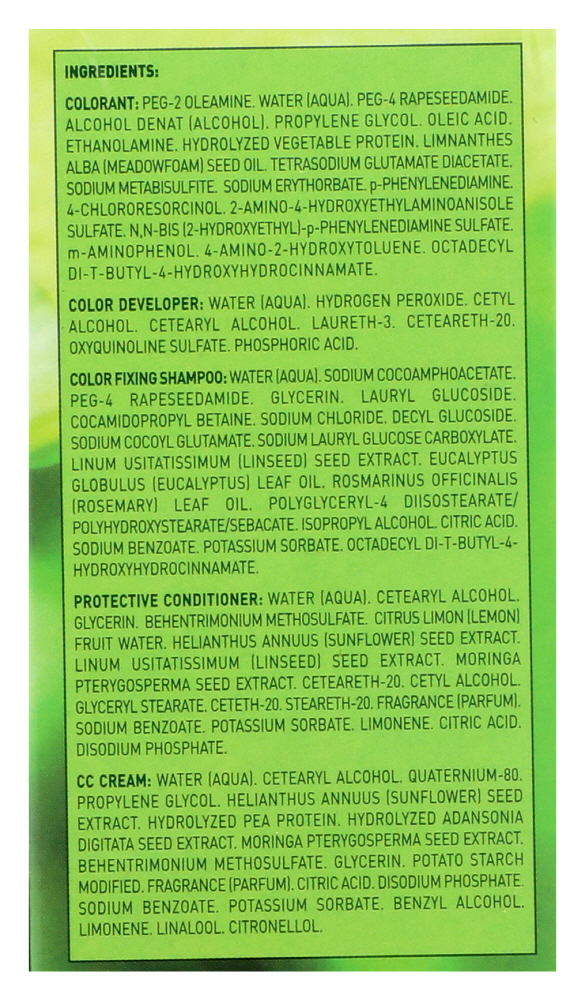 INGREDIENTS:
COLORANT: PEG-2 OLEAMINE. WATER (AQUA). PEG-4 RAPESEEDAMIDE.
ALCOHOL DENAT (ALCOHOL). PROPYLENE GLYCOL. OLEIC ACID.
ETHANOLAMINE. HYDROLYZED VEGETABLE PROTEIN. LIMNANTHES
ALBA (MEADOWFOAM) SEED OIL. TETRASODIUM GLUTAMATE DIACETATE.
SODIUM METABISULFITE. SODIUM ERYTHORBATE. p-PHENYLENEDIAMINE.
4-CHLORORESORCINOL. 2-AMINO-4-HYDROXYETHYLAMINOANISOLE
SULFATE. N,N-BIS (2-HYDROXYETHYL)-p-PHENYLENEDIAMINE SULFATE.
m-AMINOPHENOL. 4-AMINO-2-HYDROXYTOLUENE. OCTADECYL
DI-T-BUTYL-4-HYDROXYHYDROCINNAMATE.
COLOR DEVELOPER: WATER (AQUA). HYDROGEN PEROXIDE. CETYL
ALCOHOL. CETEARYL ALCOHOL. LAURETH-3. CETEARETH-20.
OXYQUINOLINE SULFATE. PHOSPHORIC ACID.
COLOR FIXING SHAMPOO: WATER (AQUA). SODIUM COCOAMPHOACETATE.
PEG-4 RAPESEEDAMIDE. GLYCERIN. LAURYL GLUCOSIDE.
COCAMIDOPROPYL BETAINE. SODIUM CHLORIDE. DECYL GLUCOSIDE.
SODIUM COCOYL GLUTAMATE. SODIUM LAURYL GLUCOSE CARBOXYLATE.
LINUM USITATISSIMUM (LINSEED) SEED EXTRACT. EUCALYPTUS
GLOBULUS (EUCALYPTUS) LEAF OIL. ROSMARINUS OFFICINALIS
(ROSEMARY) LEAF OIL. POLYGLYCERYL-4 DIISOSTEARATE/
POLYHYDROXYSTEARATE/SEBACATE. ISOPROPYL ALCOHOL. CITRIC ACID.
SODIUM BENZOATE. POTASSIUM SORBATE. OCTADECYL DI-T-BUTYL-4-
HYDROXYHYDROCINNAMATE.
PROTECTIVE CONDITIONER: WATER (AQUA). CETEARYL ALCOHOL.
GLYCERIN. BEHENTRIMONIUM METHOSULFATE. CITRUS LIMON (LEMON)
FRUIT WATER. HELIANTHUS ANNUUS (SUNFLOWER) SEED EXTRACT.
LINUM USITATISSIMUM (LINSEED) SEED EXTRACT. MORINGA
PTERYGOSPERMA SEED EXTRACT. CETEARETH-20. CETYL ALCOHOL.
GLYCERYL STEARATE. CETETH-20. STEARETH-20. FRAGRANCE (PARFUM).
SODIUM BENZOATE. POTASSIUM SORBATE. LIMONENE. CITRIC ACID.
DISODIUM PHOSPHATE.
CC CREAM: WATER (AQUA). CETEARYL ALCOHOL. QUATERNIUM-80.
PROPYLENE GLYCOL. HELIANTHUS ANNUUS (SUNFLOWER) SEED
EXTRACT. HYDROLYZED PEA PROTEIN. HYDROLYZED ADANSONIA
DIGITATA SEED EXTRACT. MORINGA PTERYGOSPERMA SEED EXTRACT.
BEHENTRIMONIUM METHOSULFATE. GLYCERIN. POTATO STARCH
MODIFIED. FRAGRANCE (PARFUM). CITRIC ACID. DISODIUM PHOSPHATE.
SODIUM BENZOATE. POTASSIUM SORBATE. BENZYL ALCOHOL.
LIMONENE. LINALOOL. CITRONELLOL.